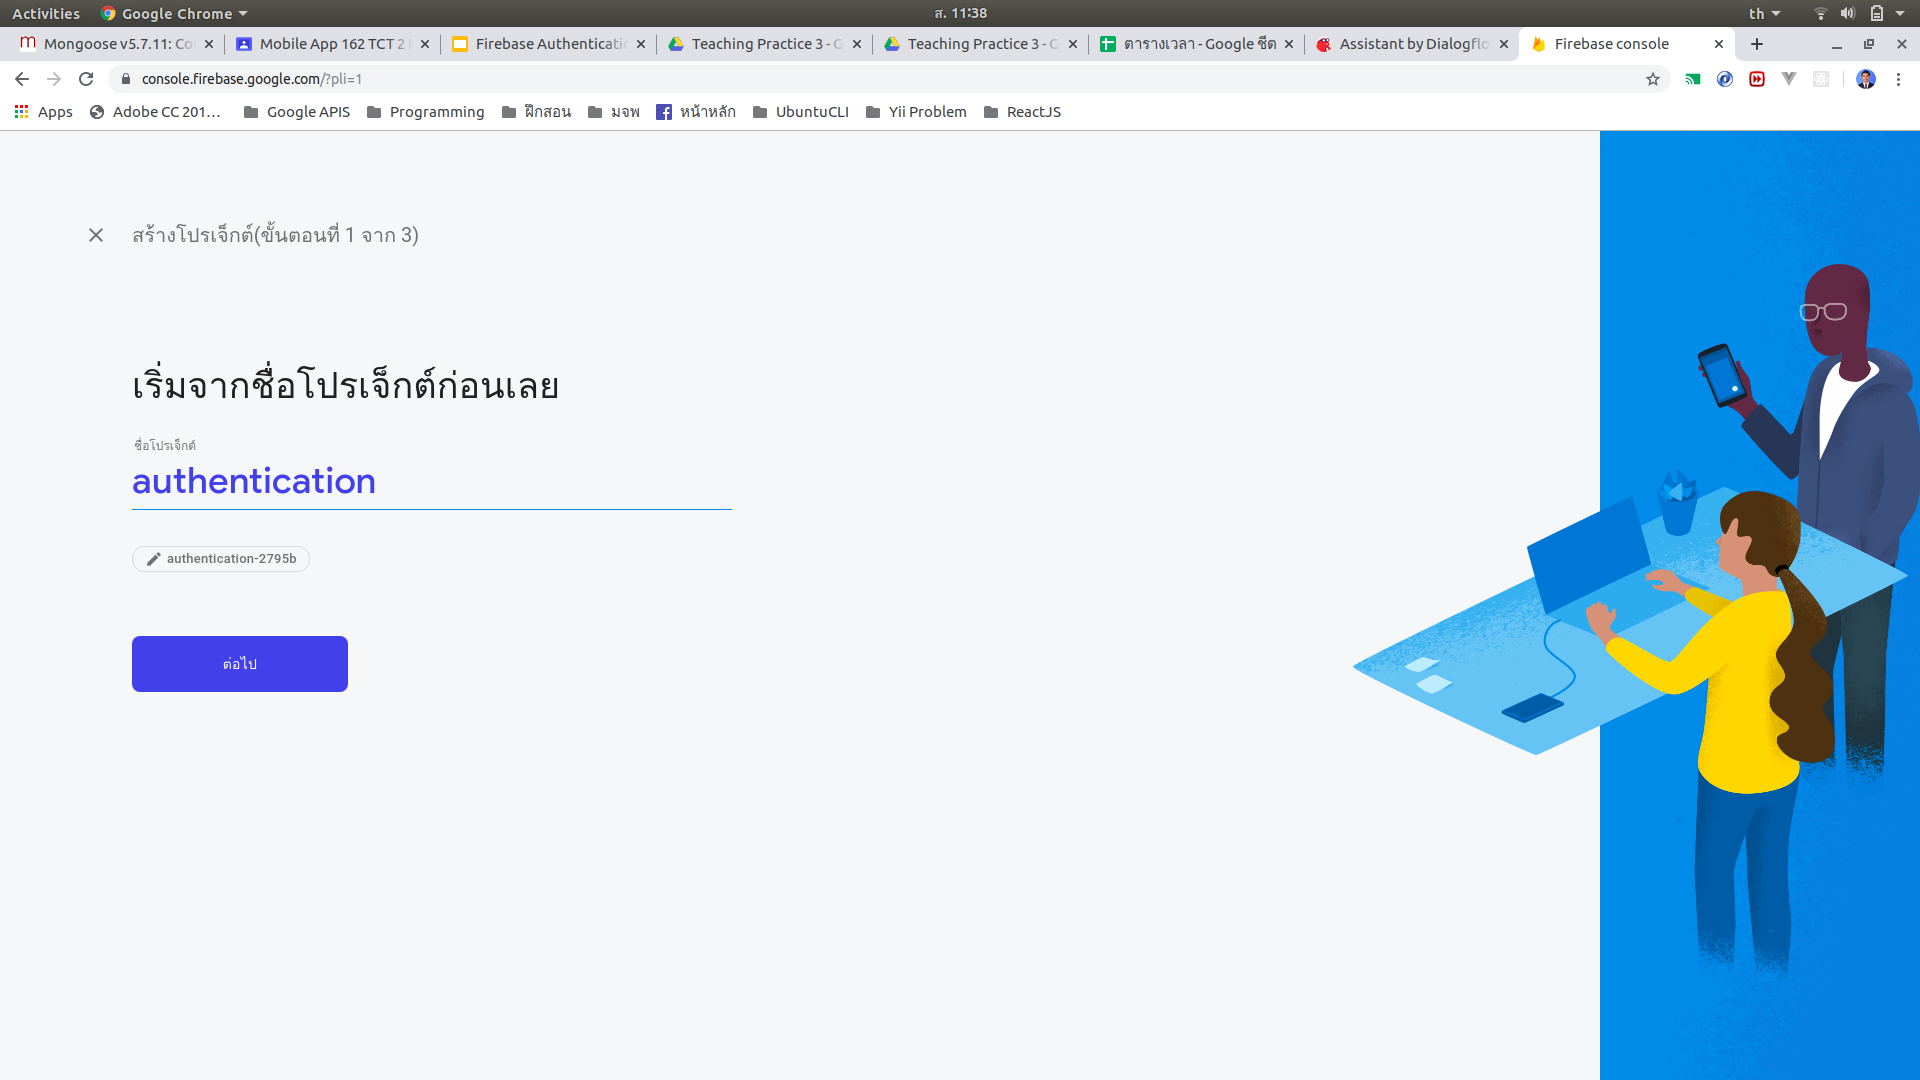 Activities Google Chrome ส. 11:38 th
Mongoose v5.7.11: Co Mobile App 162 TCT 2 Firebase Authenticatio Teaching Practice 3 - G Teaching Practice 3 - G ตารางเวลา - Google ชีต Assistant by Dialogflo Firebase console
console.firebase.google.com/?pli=1
Apps Adobe CC 201… Google APIS Programming ฝึกสอน มจพ หน้าหลัก UbuntuCLI Yii Problem ReactJS
สร้างโปรเจ็กต์(ขั้นตอนที่ 1 จาก 3)
เริ่มจากชื่อโปรเจ็กต์ก่อนเลย
ชื่อโปรเจ็กต์
authentication
authentication-2795b
ต่อไป